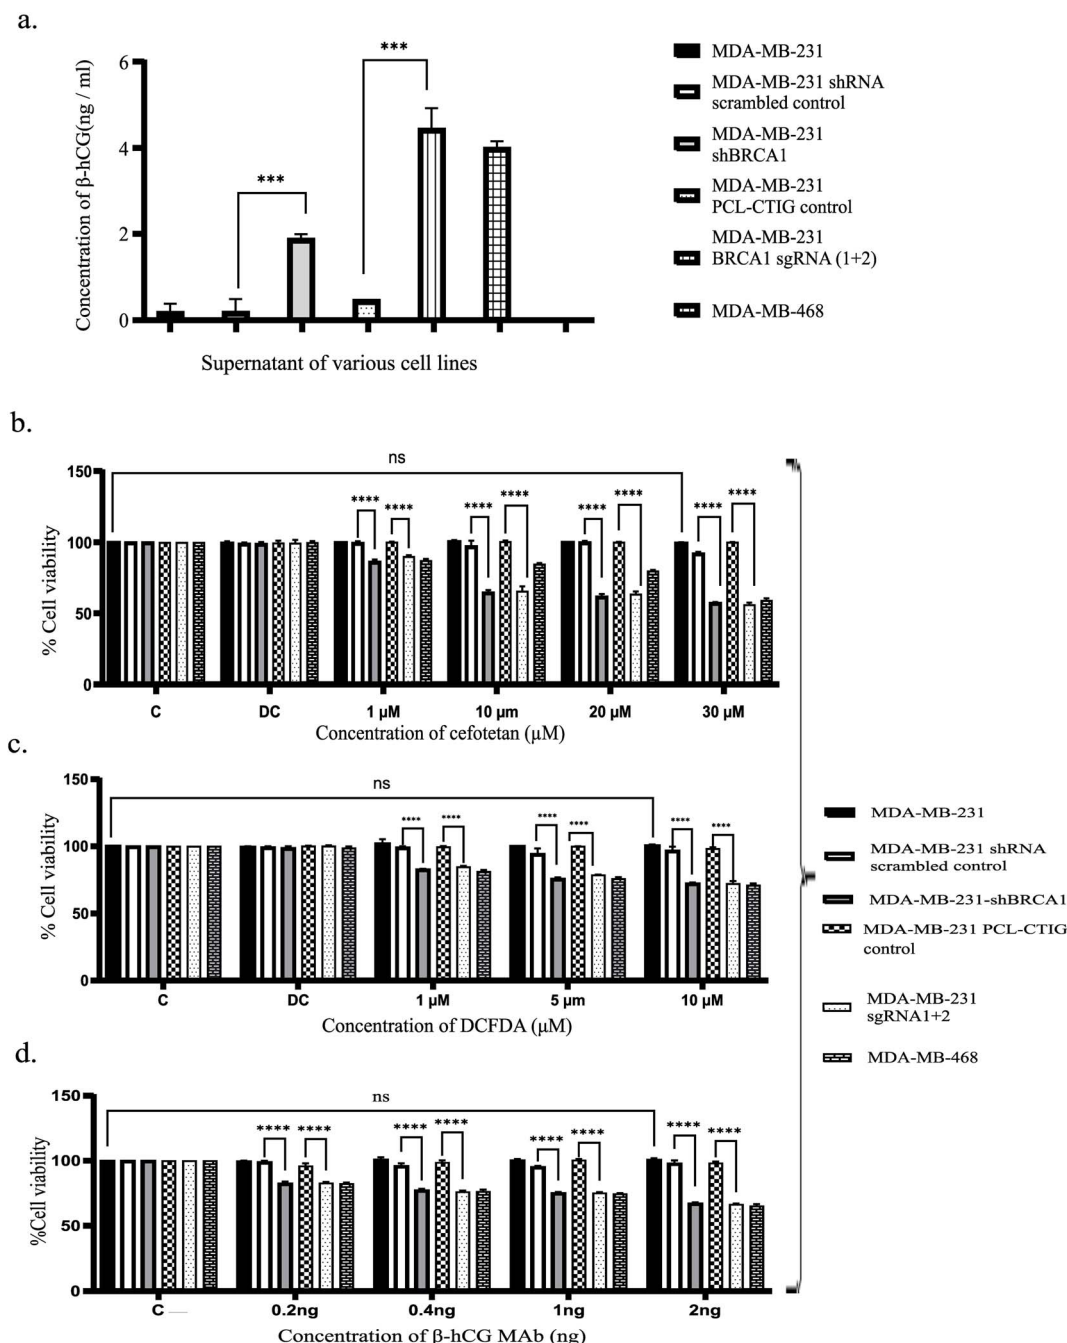 a.
***
***
6
4
2
0
Concentration of β-hCG(ng / ml)
Supernatant of various cell lines
MDA-MB-231
MDA-MB-231 shRNA
scrambled control
MDA-MB-231
shBRCA1
MDA-MB-231
PCL-CTIG control
MDA-MB-231
BRCA1 sgRNA (1+2)
MDA-MB-468
b.
ns
150
100
50
0
% Cell viability
**** **** **** **** **** **** **** ****
C DC 1 µM 10 µm 20 µM 30 µM
Concentration of cefotetan (µM)
c.
ns
150
100
50
0
% Cell viability
**** **** **** **** **** ****
C DC 1 µM 5 µm 10 µM
Concentration of DCFDA (µM)
MDA-MB-231
MDA-MB-231 shRNA
scrambled control
MDA-MB-231-shBRCA1
MDA-MB-231 PCL-CTIG
control
MDA-MB-231
sgRNA1+2
MDA-MB-468
d.
ns
150
100
50
0
%Cell viability
**** **** **** **** **** **** **** ****
C 0.2ng 0.4ng 1ng 2ng
Concentration of β-hCG MAb (ng)